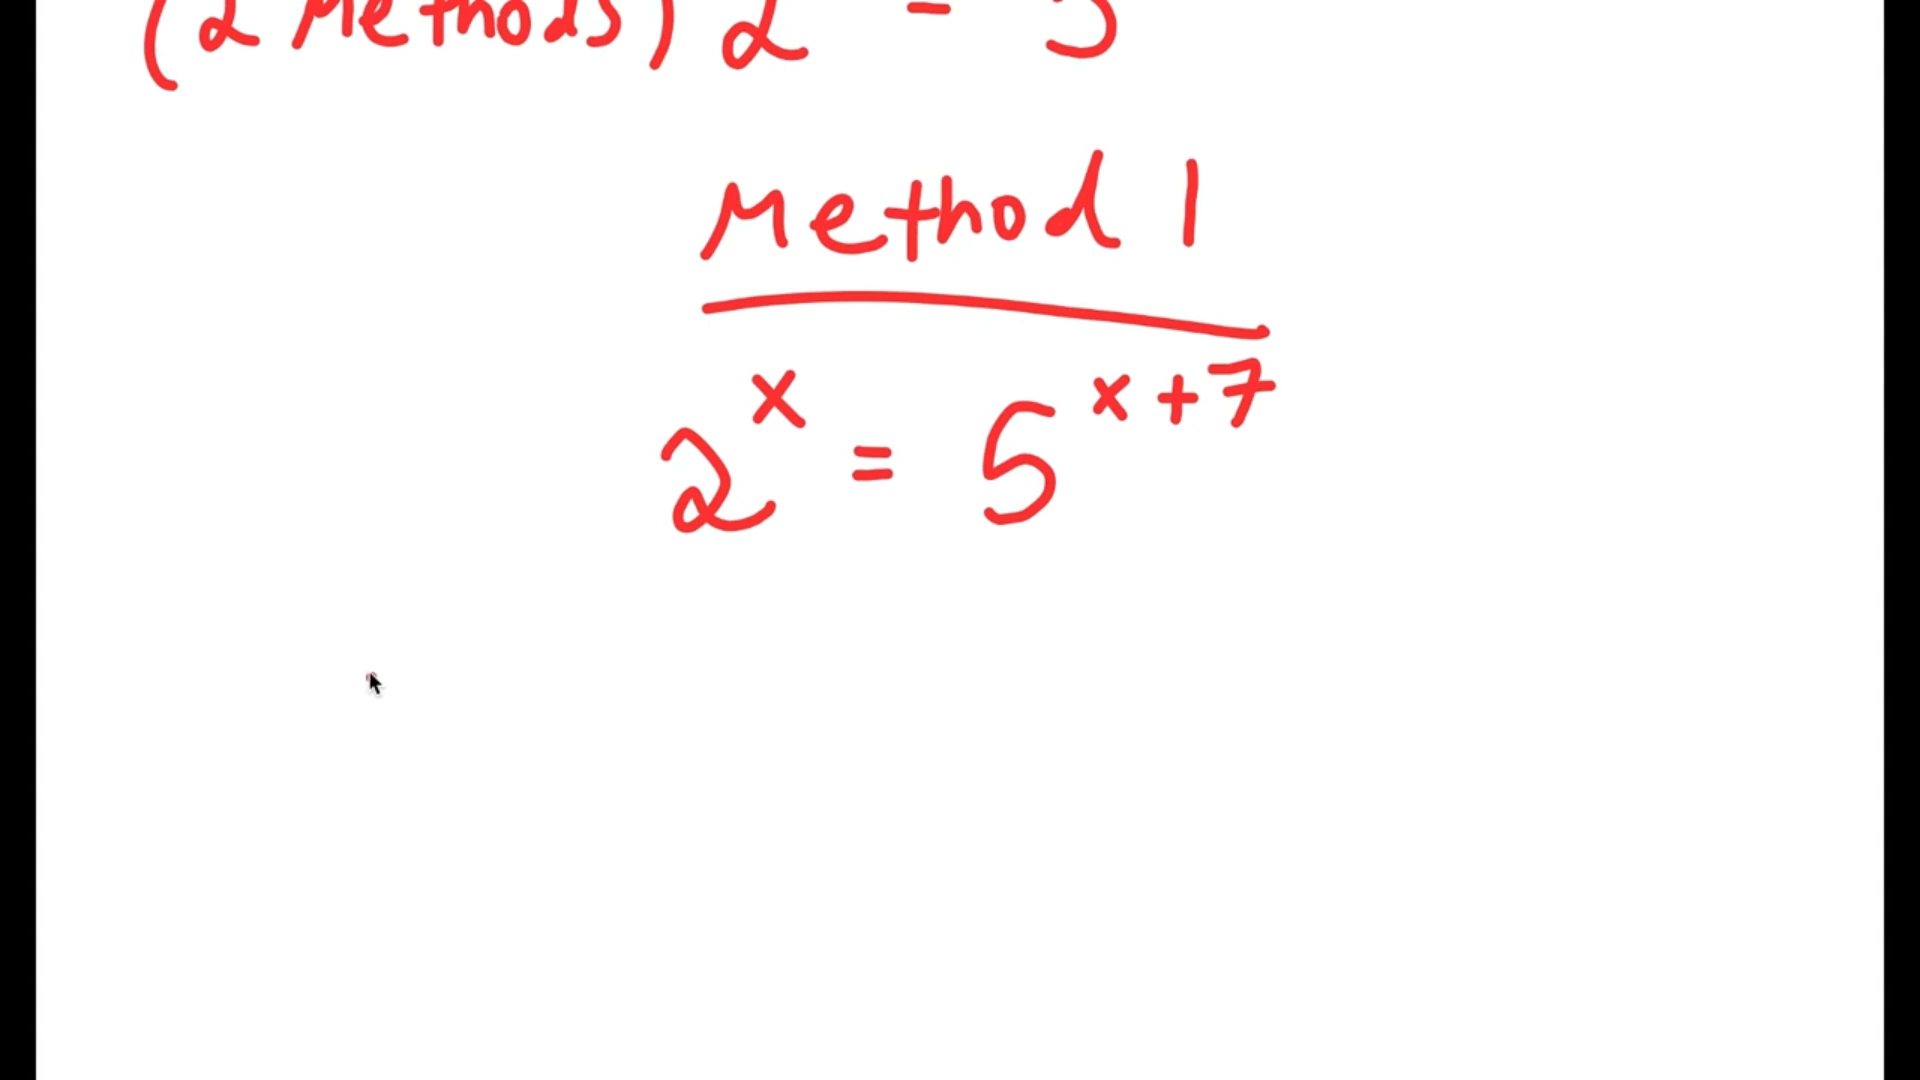 (2 Methods) 2 = 5
Method 1
2^x = 5^x+7